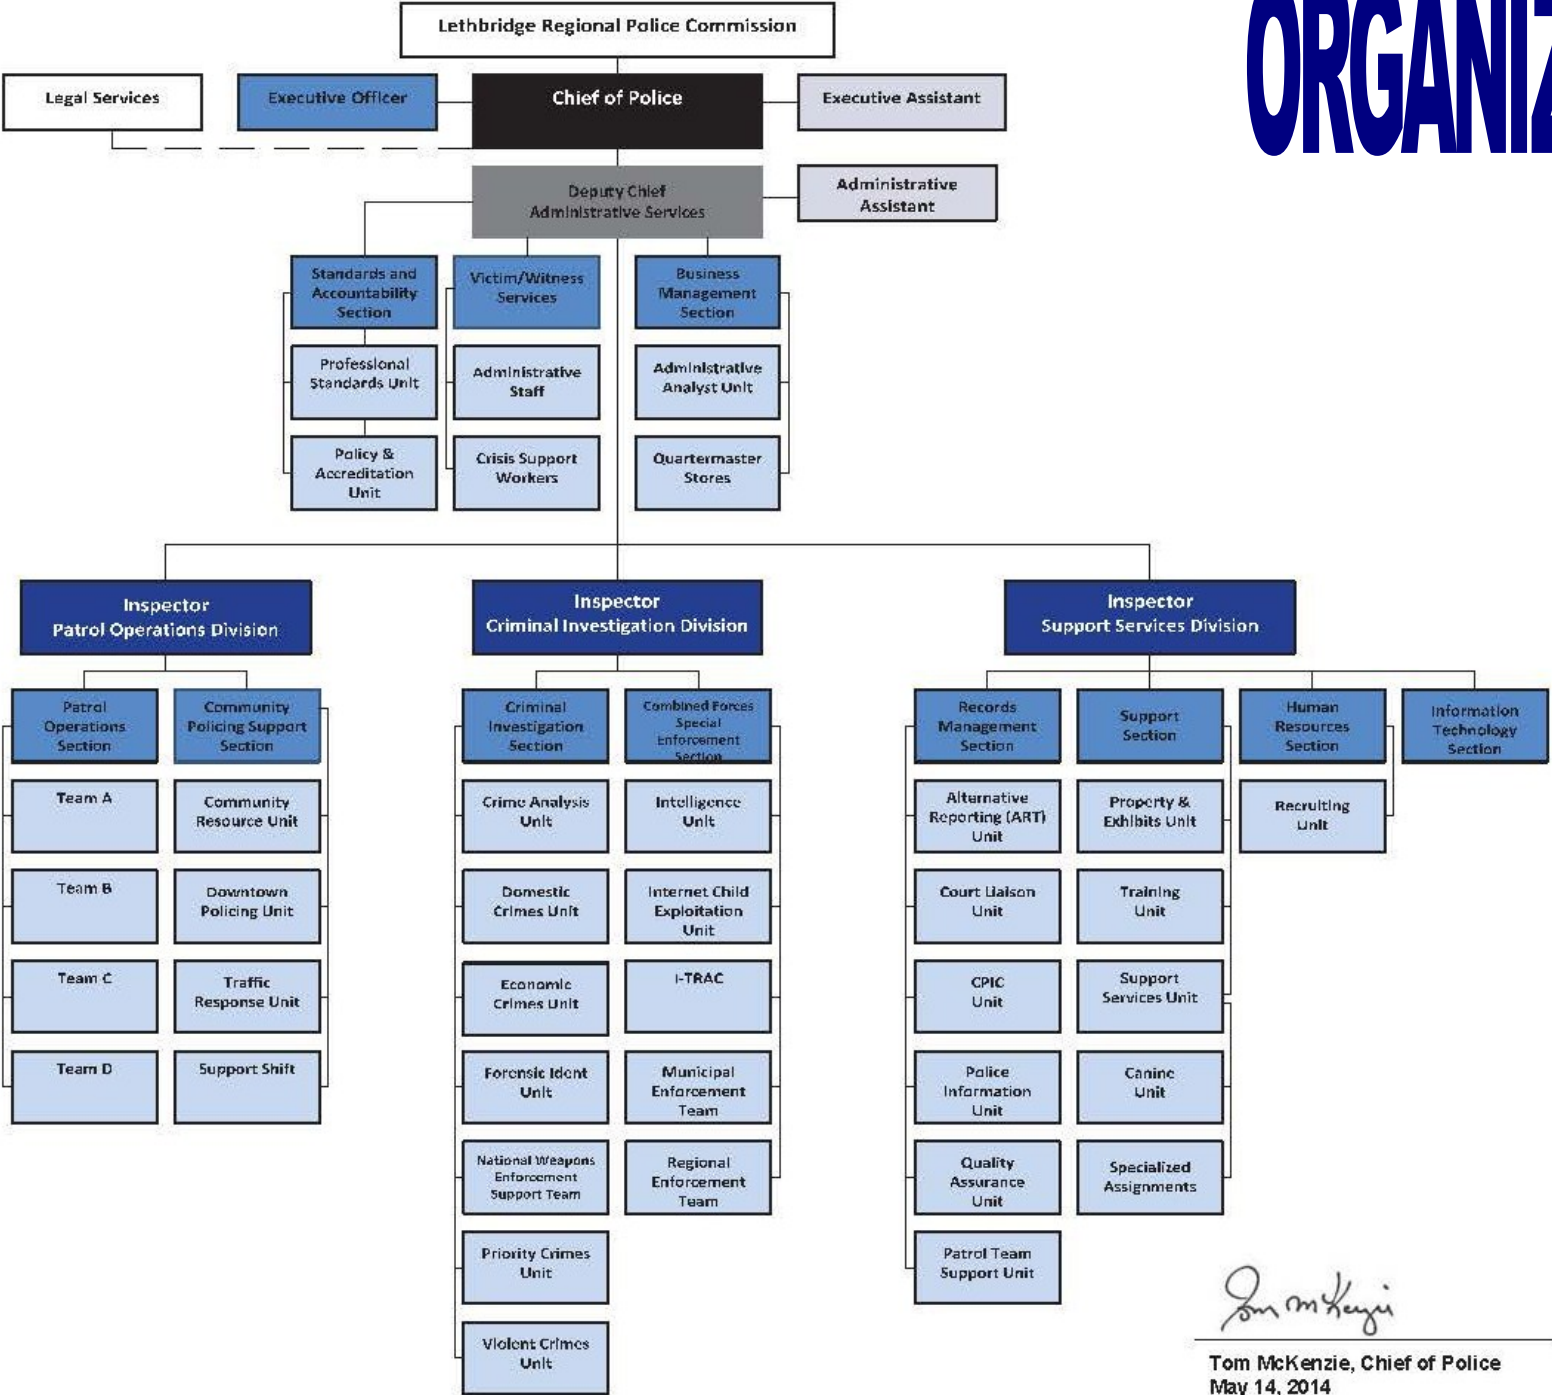 ORGANIZ
Lethbridge Regional Police Commission
Legal Services
Executive Officer
Chief of Police
Executive Assistant
Deputy Chief
Administrative Services
Administrative
Assistant
Standards and
Accountability
Section
Victim/Witness
Services
Business
Management
Section
Professional
Standards Unit
Administrative
Staff
Administrative
Analyst Unit
Policy &
Accreditation
Unit
Crisis Support
Workers
Quartermaster
Stores
Inspector
Patrol Operations Division
Inspector
Criminal Investigation Division
Inspector
Support Services Division
Patrol
Operations
Section
Community
Policing Support
Section
Criminal
Investigation
Section
Combined Forces
Special
Enforcement
Section
Records
Management
Section
Support
Section
Human
Resources
Section
Information
Technology
Section
Team A
Community
Resource Unit
Crime Analysis
Unit
Intelligence
Unit
Alternative
Reporting (ART)
Unit
Property &
Exhibits Unit
Recruiting
Unit
Team B
Downtown
Policing Unit
Domestic
Crimes Unit
Internet Child
Exploitation
Unit
Court Liaison
Unit
Training
Unit
Team C
Traffic
Response Unit
Economic
Crimes Unit
I-TRAC
CPIC
Unit
Support
Services Unit
Team D
Support Shift
Forensic Ident
Unit
Municipal
Enforcement
Team
Police
Information
Unit
Canine
Unit
National Weapons
Enforcement
Support Team
Regional
Enforcement
Team
Quality
Assurance
Unit
Specialized
Assignments
Priority Crimes
Unit
Patrol Team
Support Unit
Violent Crimes
Unit
Tom McKenzie
Tom McKenzie, Chief of Police
May 14, 2014